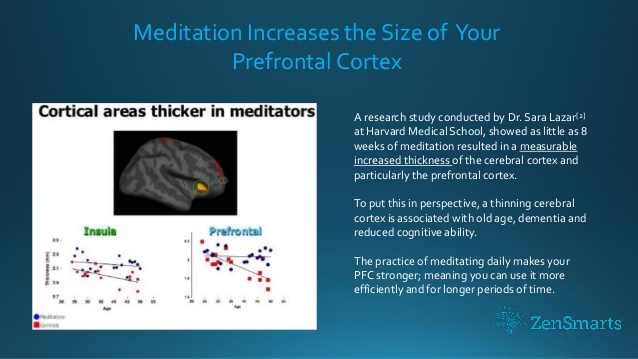 Meditation Increases the Size of Your
Prefrontal Cortex
Cortical areas thicker in meditators
Insula
Prefrontal
Thickness (mm)
Age
Age
Meditators
Controls
A research study conducted by Dr. Sara Lazar[2]
at Harvard Medical School, showed as little as 8
weeks of meditation resulted in a measurable
increased thickness of the cerebral cortex and
particularly the prefrontal cortex.
To put this in perspective, a thinning cerebral
cortex is associated with old age, dementia and
reduced cognitive ability.
The practice of meditating daily makes your
PFC stronger; meaning you can use it more
efficiently and for longer periods of time.
ZenSmarts